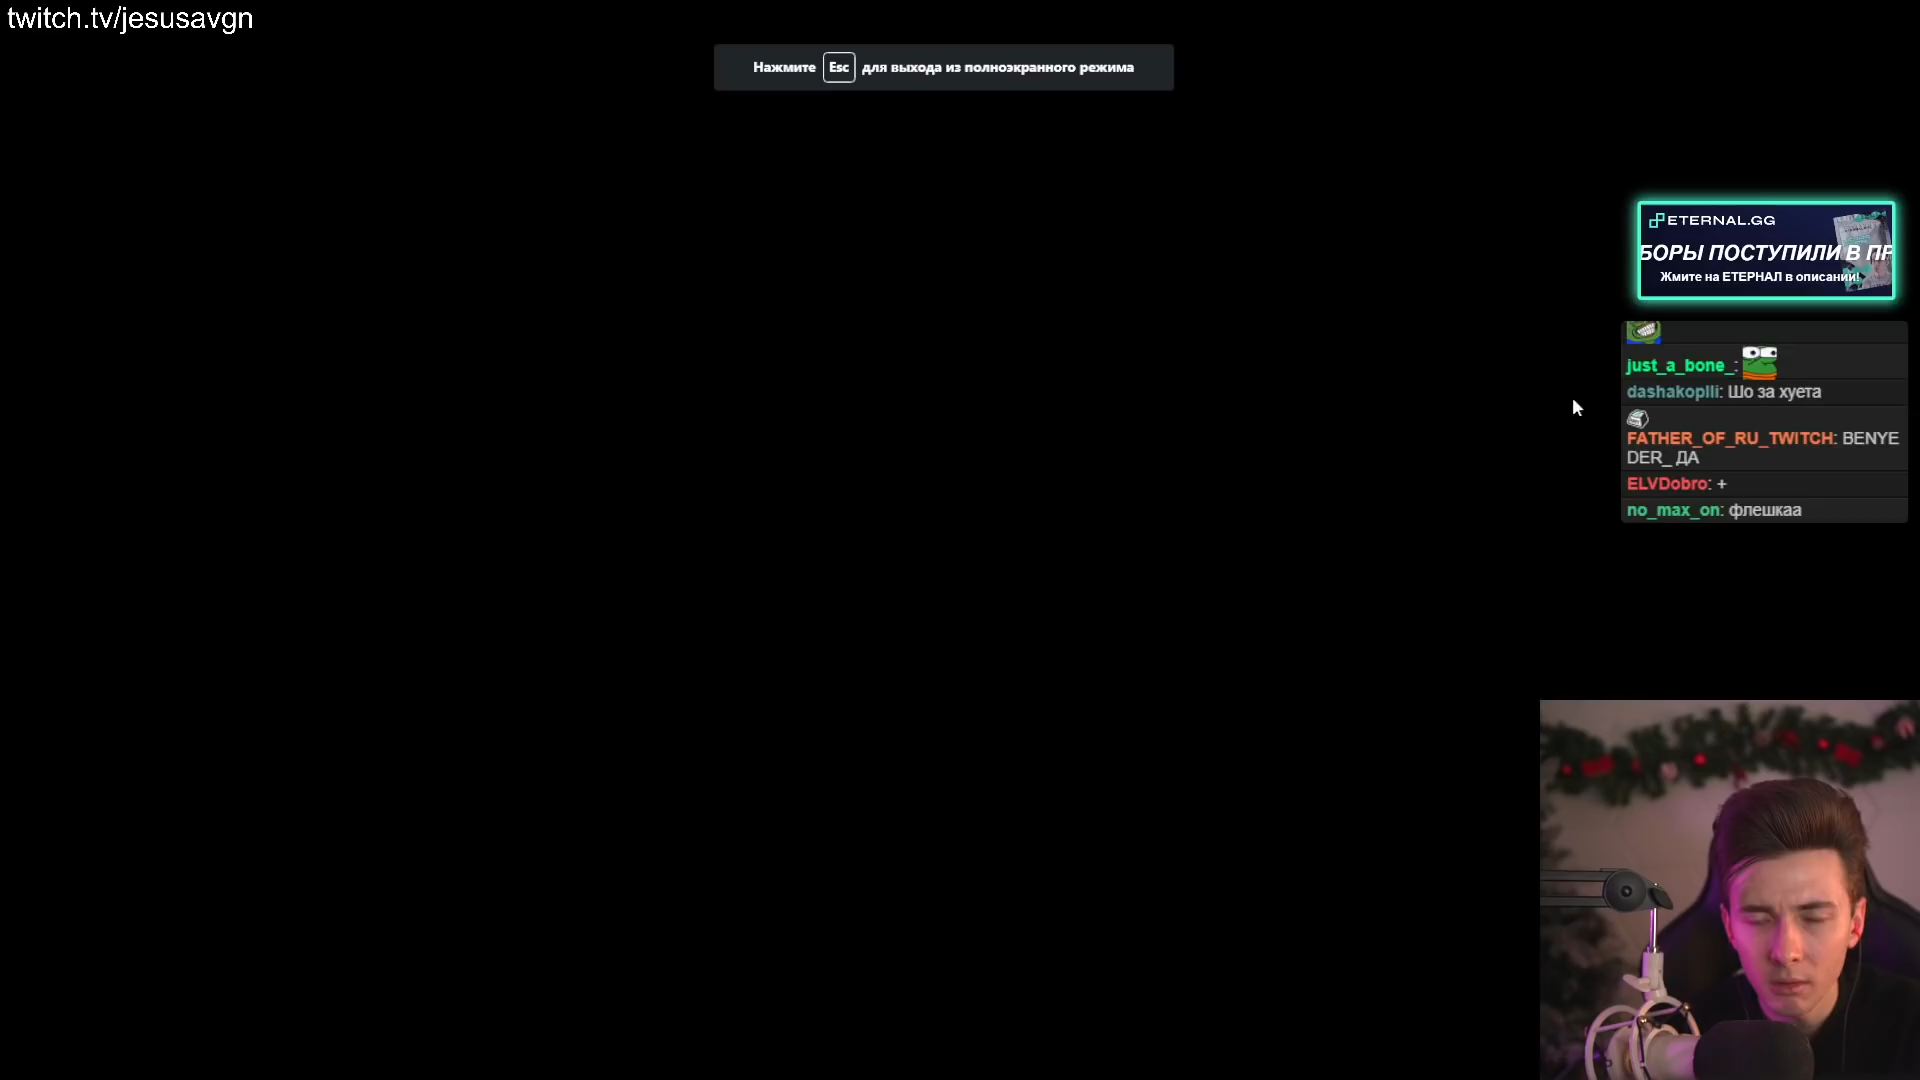 twitch.tv/jesusavgn
Нажмите Esc для выхода из полноэкранного режима
ETERNAL.GG
БОРЫ ПОСТУПИЛИ В ПР
Жмите на ЕТЕРНАЛ в описании!
just_a_bone_:
dashakoplli: Шо за хуета
FATHER_OF_RU_TWITCH: BENYE
DER_ ДА
ELVDobro: +
no_max_on: флешкаа